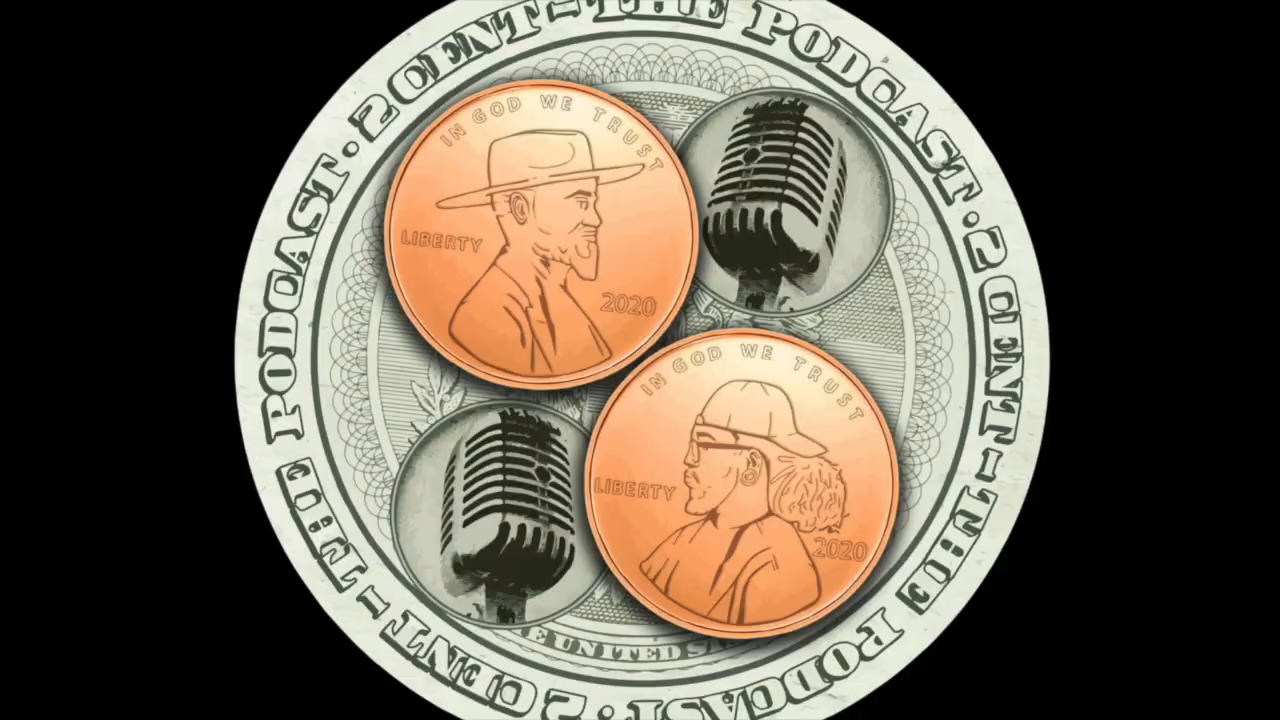 2 CENT-THE PODCAST · 2 CENT-THE PODCAST · 2 CENT-THE PODCAST ·
IN GOD WE TRUST
LIBERTY
2020
IN GOD WE TRUST
LIBERTY
2020
UNITED